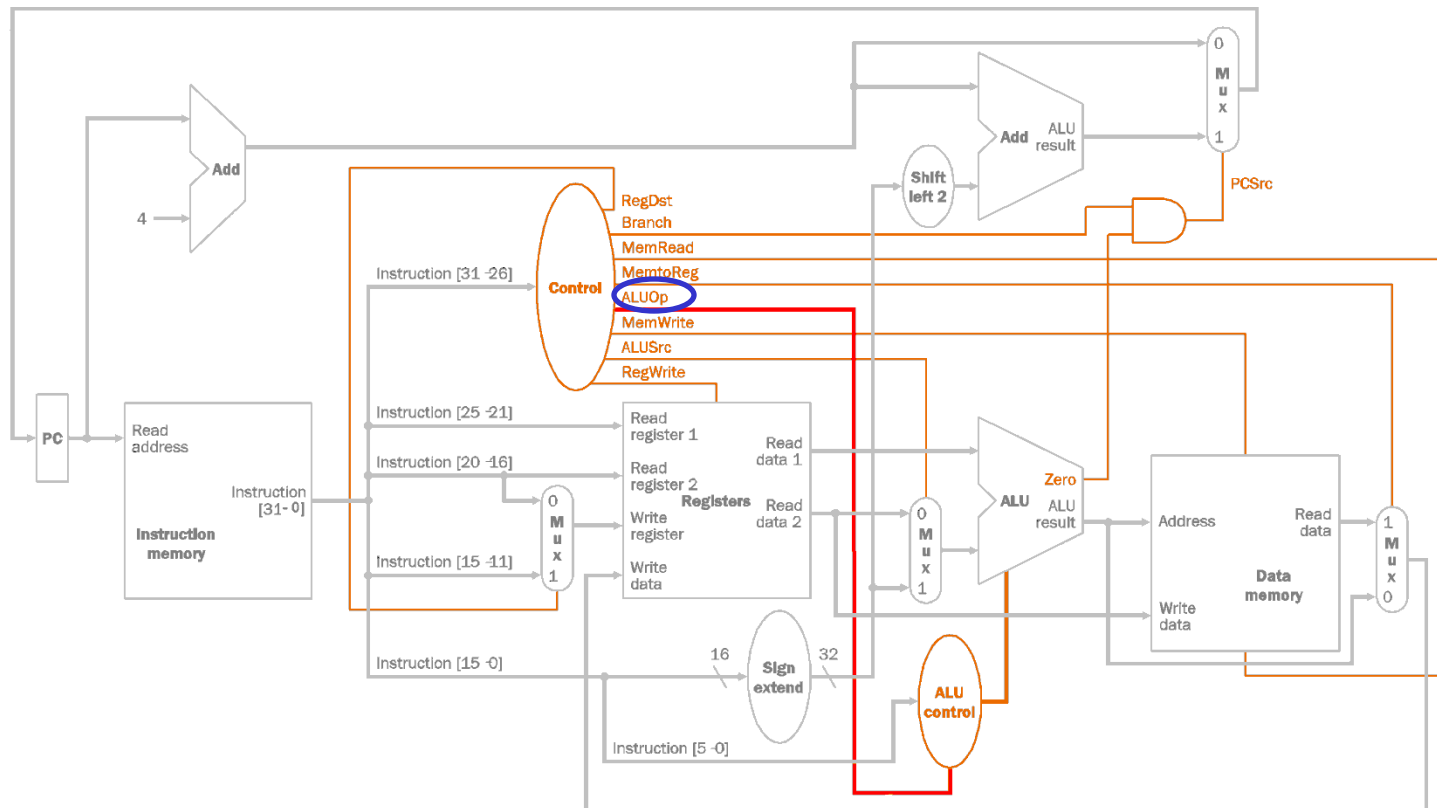 0
M
u
x
1
Add
ALU
result
Add
Shift
left 2
PCSrc
4
RegDst
Branch
MemRead
MemtoReg
ALUOp
MemWrite
ALUSrc
RegWrite
Control
Instruction [31-26]
PC
Read
address
Instruction
[31-0]
Instruction
memory
Instruction [25-21]
Instruction [20-16]
Instruction [15-11]
0
M
u
x
1
Read
register 1
Read
register 2
Write
register
Write
data
Registers
Read
data 1
Read
data 2
0
M
u
x
1
Zero
ALU
ALU
result
Address
Write
data
Read
data
Data
memory
1
M
u
x
0
Instruction [15-0]
16
Sign
extend
32
ALU
control
Instruction [5-0]